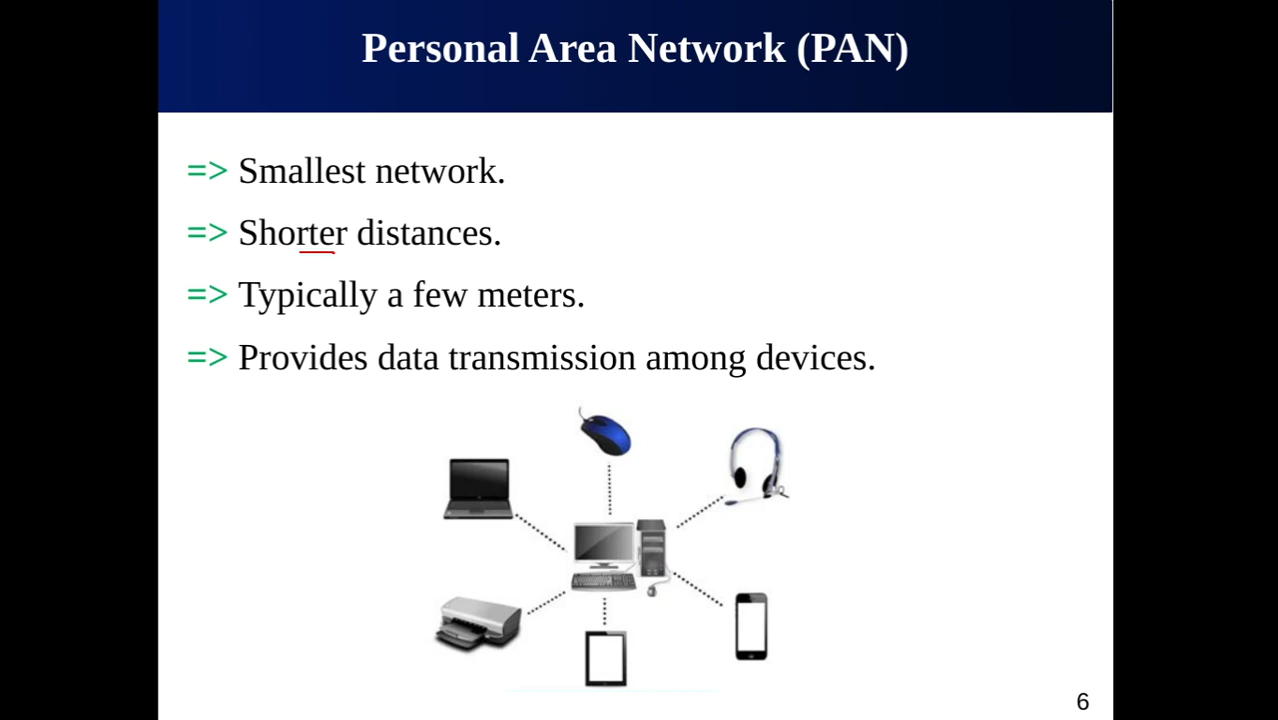 Personal Area Network (PAN)
=> Smallest network.
=> Shorter distances.
=> Typically a few meters.
=> Provides data transmission among devices.
6